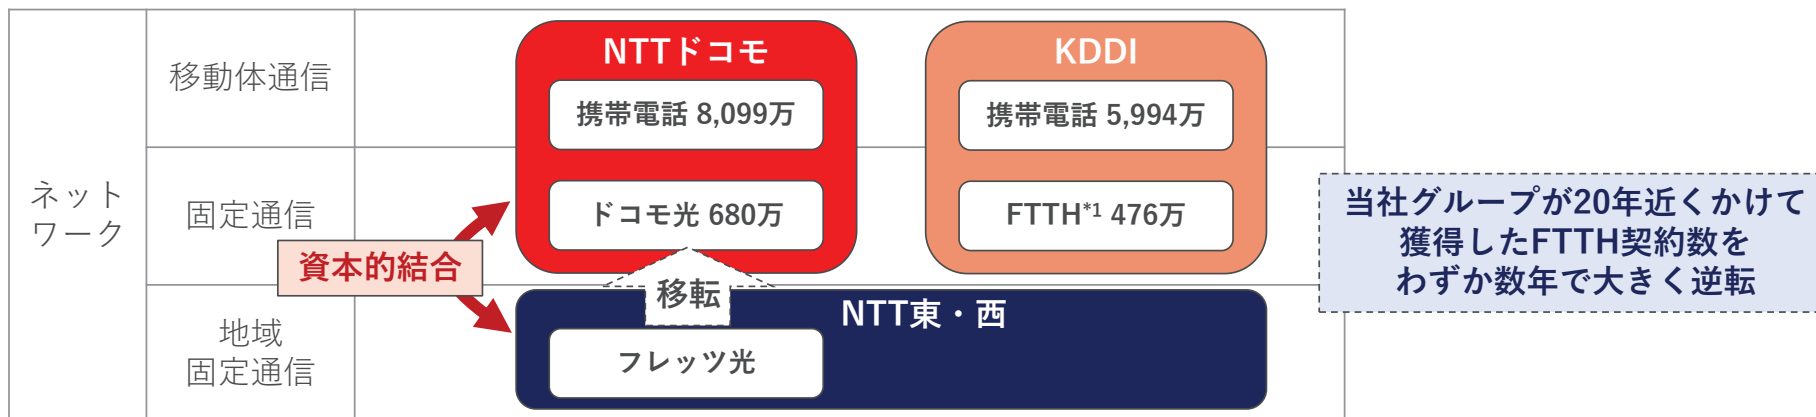 ネット
ワーク
移動体通信
固定通信
地域
固定通信
NTTドコモ
携帯電話 8,099万
ドコモ光 680万
KDDI
携帯電話 5,994万
FTTH*1 476万
資本的結合
移転
NTT東・西
フレッツ光
当社グループが20年近くかけて
獲得したFTTH契約数を
わずか数年で大きく逆転